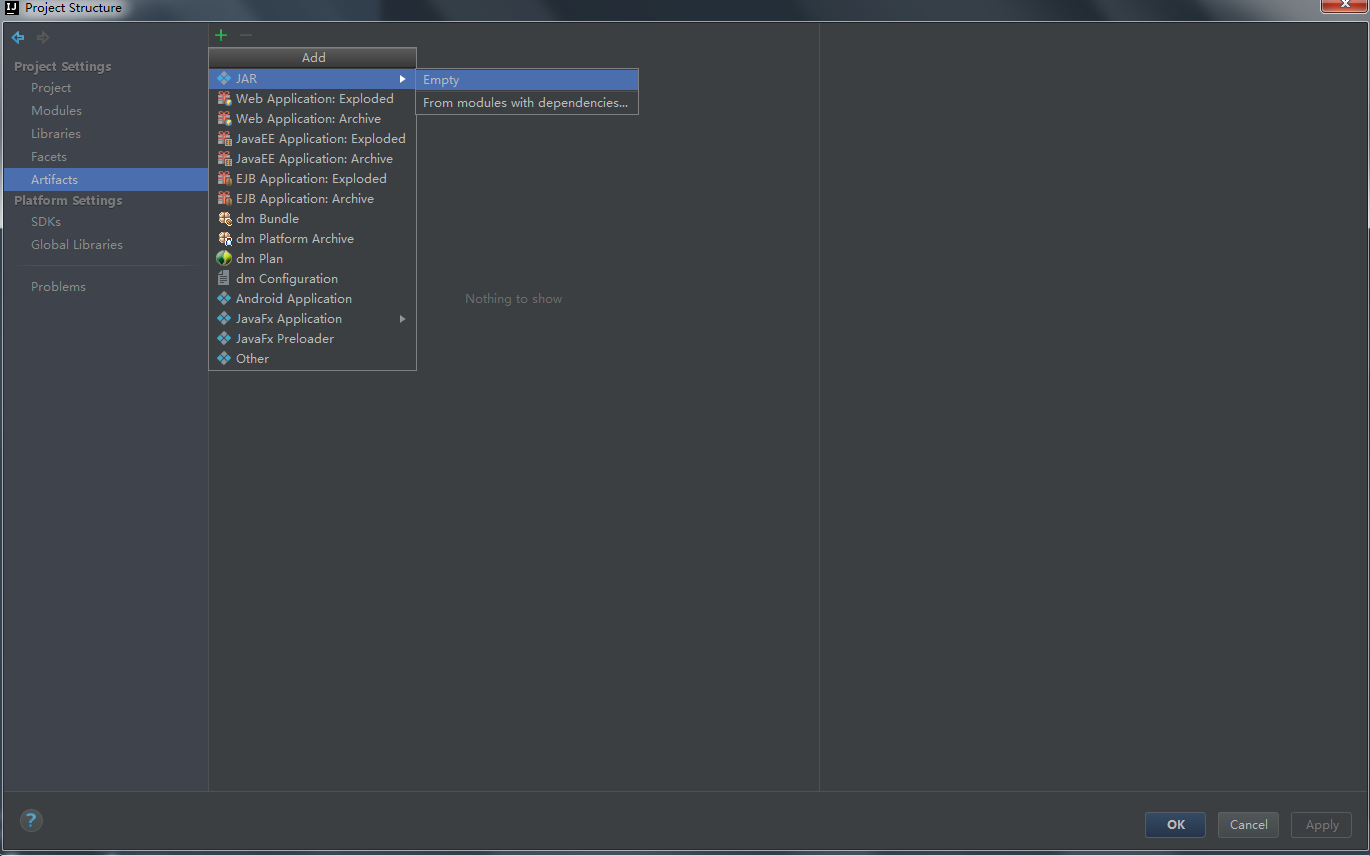 Project Structure
Project Settings
Project
Modules
Libraries
Facets
Artifacts
Platform Settings
SDKs
Global Libraries
Problems
Add
JAR
Web Application: Exploded
Web Application: Archive
JavaEE Application: Exploded
JavaEE Application: Archive
EJB Application: Exploded
EJB Application: Archive
dm Bundle
dm Platform Archive
dm Plan
dm Configuration
Android Application
JavaFx Application
JavaFx Preloader
Other
Empty
From modules with dependencies...
Nothing to show
?
OK
Cancel
Apply